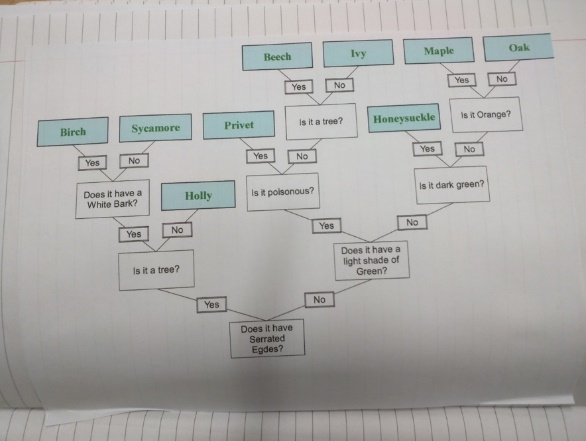 Beech
Ivy
Maple
Oak
Yes
No
Yes
No
Birch
Sycamore
Privet
Is it a tree?
Honeysuckle
Is it Orange?
Yes
No
Yes
No
Yes
No
Does it have a
White Bark?
Holly
Is it poisonous?
Is it dark green?
Yes
No
Yes
No
Is it a tree?
Does it have a
light shade of
Green?
Yes
No
Does it have
Serrated
Egdes?